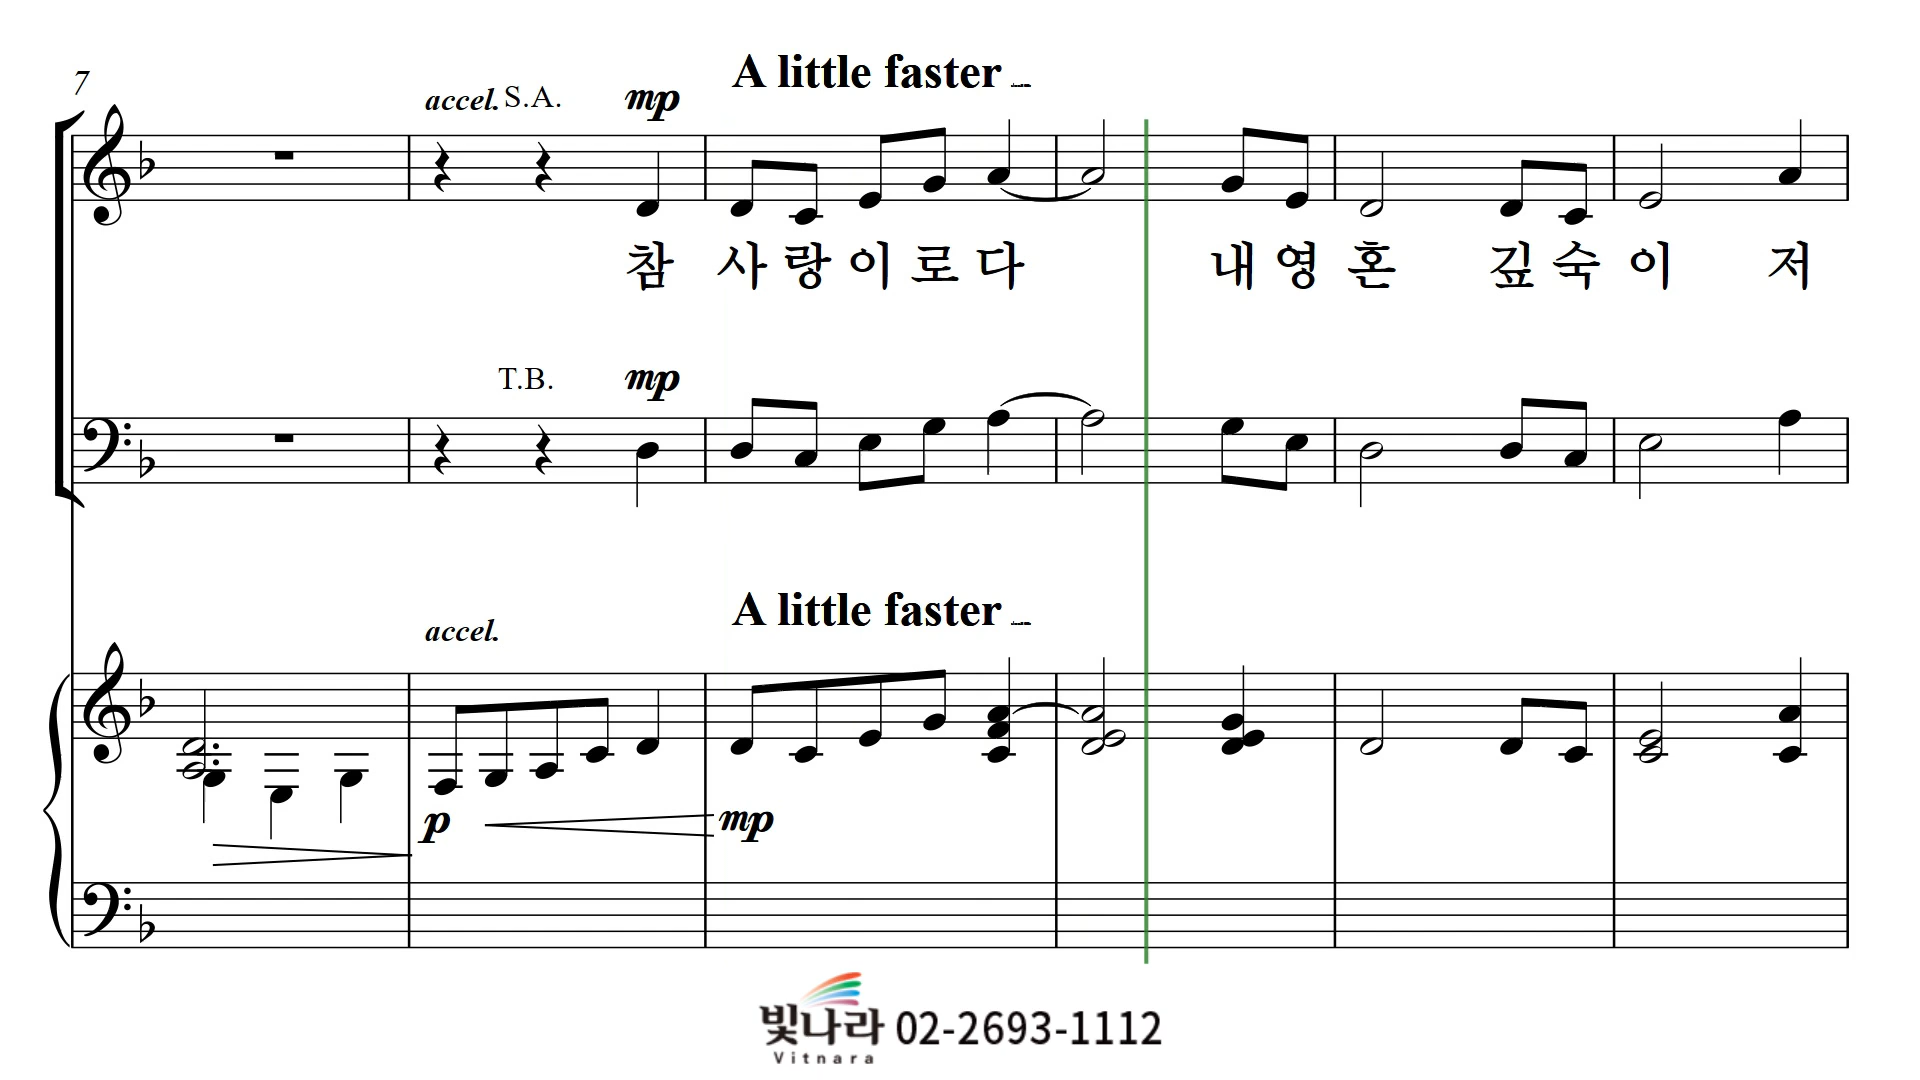 A little faster
7
accel. S.A. mp
참 사 랑 이 로 다 내 영 혼 깊 숙 이 저
T.B. mp
A little faster
accel.
p mp
빛나라 02-2693-1112
Vitnara